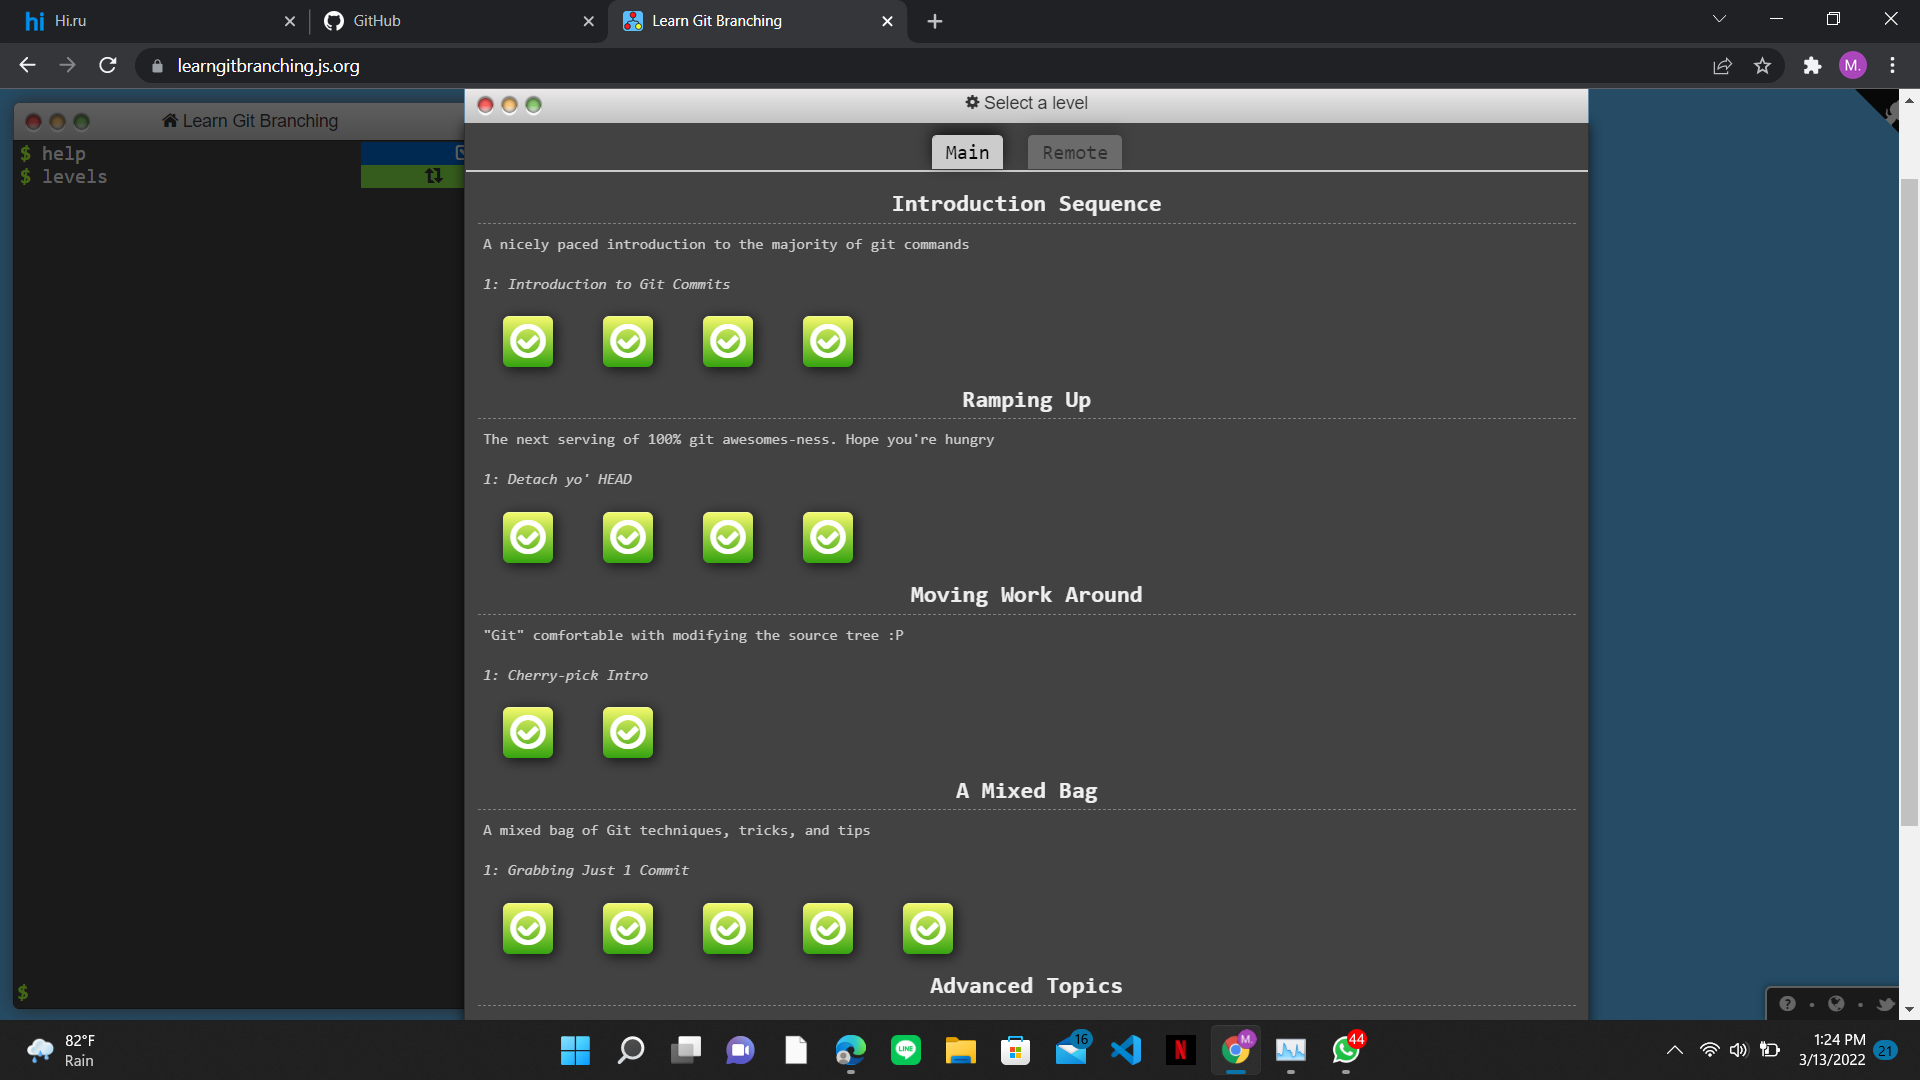 hi Hi.ru
GitHub
Learn Git Branching
learngitbranching.js.org
M.
Learn Git Branching
$ help
$ levels
$
Select a level
Main
Remote
Introduction Sequence
A nicely paced introduction to the majority of git commands
1: Introduction to Git Commits
Ramping Up
The next serving of 100% git awesomes-ness. Hope you're hungry
1: Detach yo' HEAD
Moving Work Around
"Git" comfortable with modifying the source tree :P
1: Cherry-pick Intro
A Mixed Bag
A mixed bag of Git techniques, tricks, and tips
1: Grabbing Just 1 Commit
Advanced Topics
82°F
Rain
LINE
16
N
M.
44
1:24 PM
3/13/2022
21